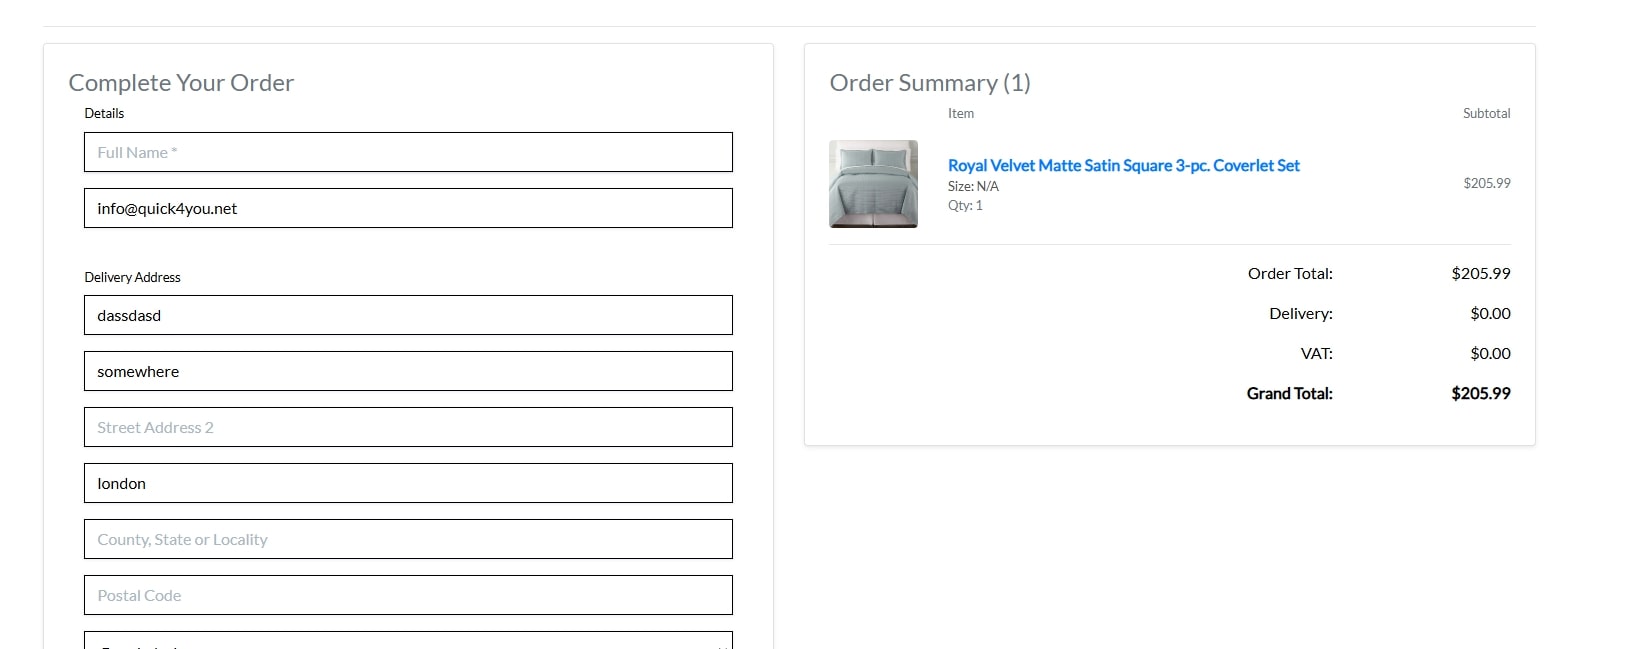 Complete Your Order
Details
Full Name *
info@quick4you.net
Delivery Address
dassdasd
somewhere
Street Address 2
london
County, State or Locality
Postal Code
Order Summary (1)
Item Subtotal
Royal Velvet Matte Satin Square 3-pc. Coverlet Set
Size: N/A
$205.99
Qty: 1
Order Total: $205.99
Delivery: $0.00
VAT: $0.00
Grand Total: $205.99